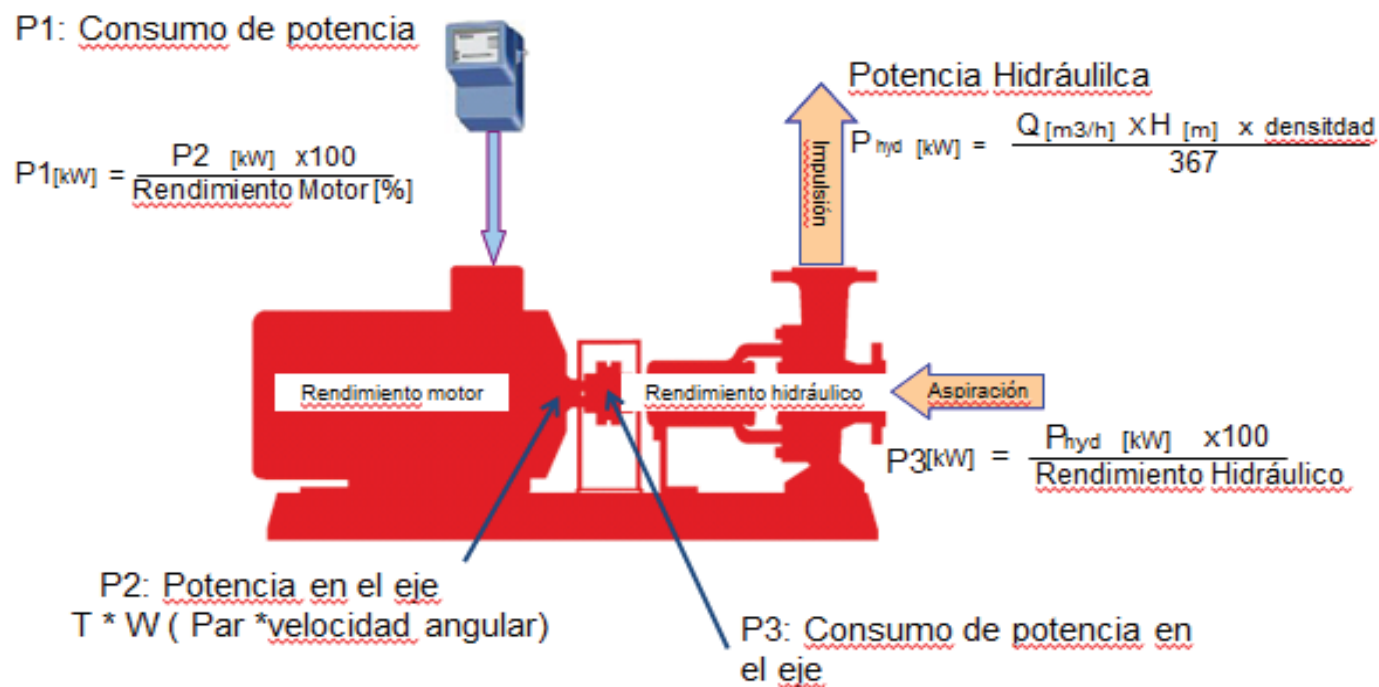 P1: Consumo de potencia
P1[kW] = P2 [kW] x100
Rendimiento Motor [%]
Potencia Hidráulilca
P hyd [kW] = Q [m3/h] X H [m] x densitdad
367
Impulsión
Rendimiento motor
Rendimiento hidráulico
Aspiración
P3[kW] = Phyd [kW] x100
Rendimiento Hidráulico
P2: Potencia en el eje
T * W ( Par *velocidad angular)
P3: Consumo de potencia en
el eje